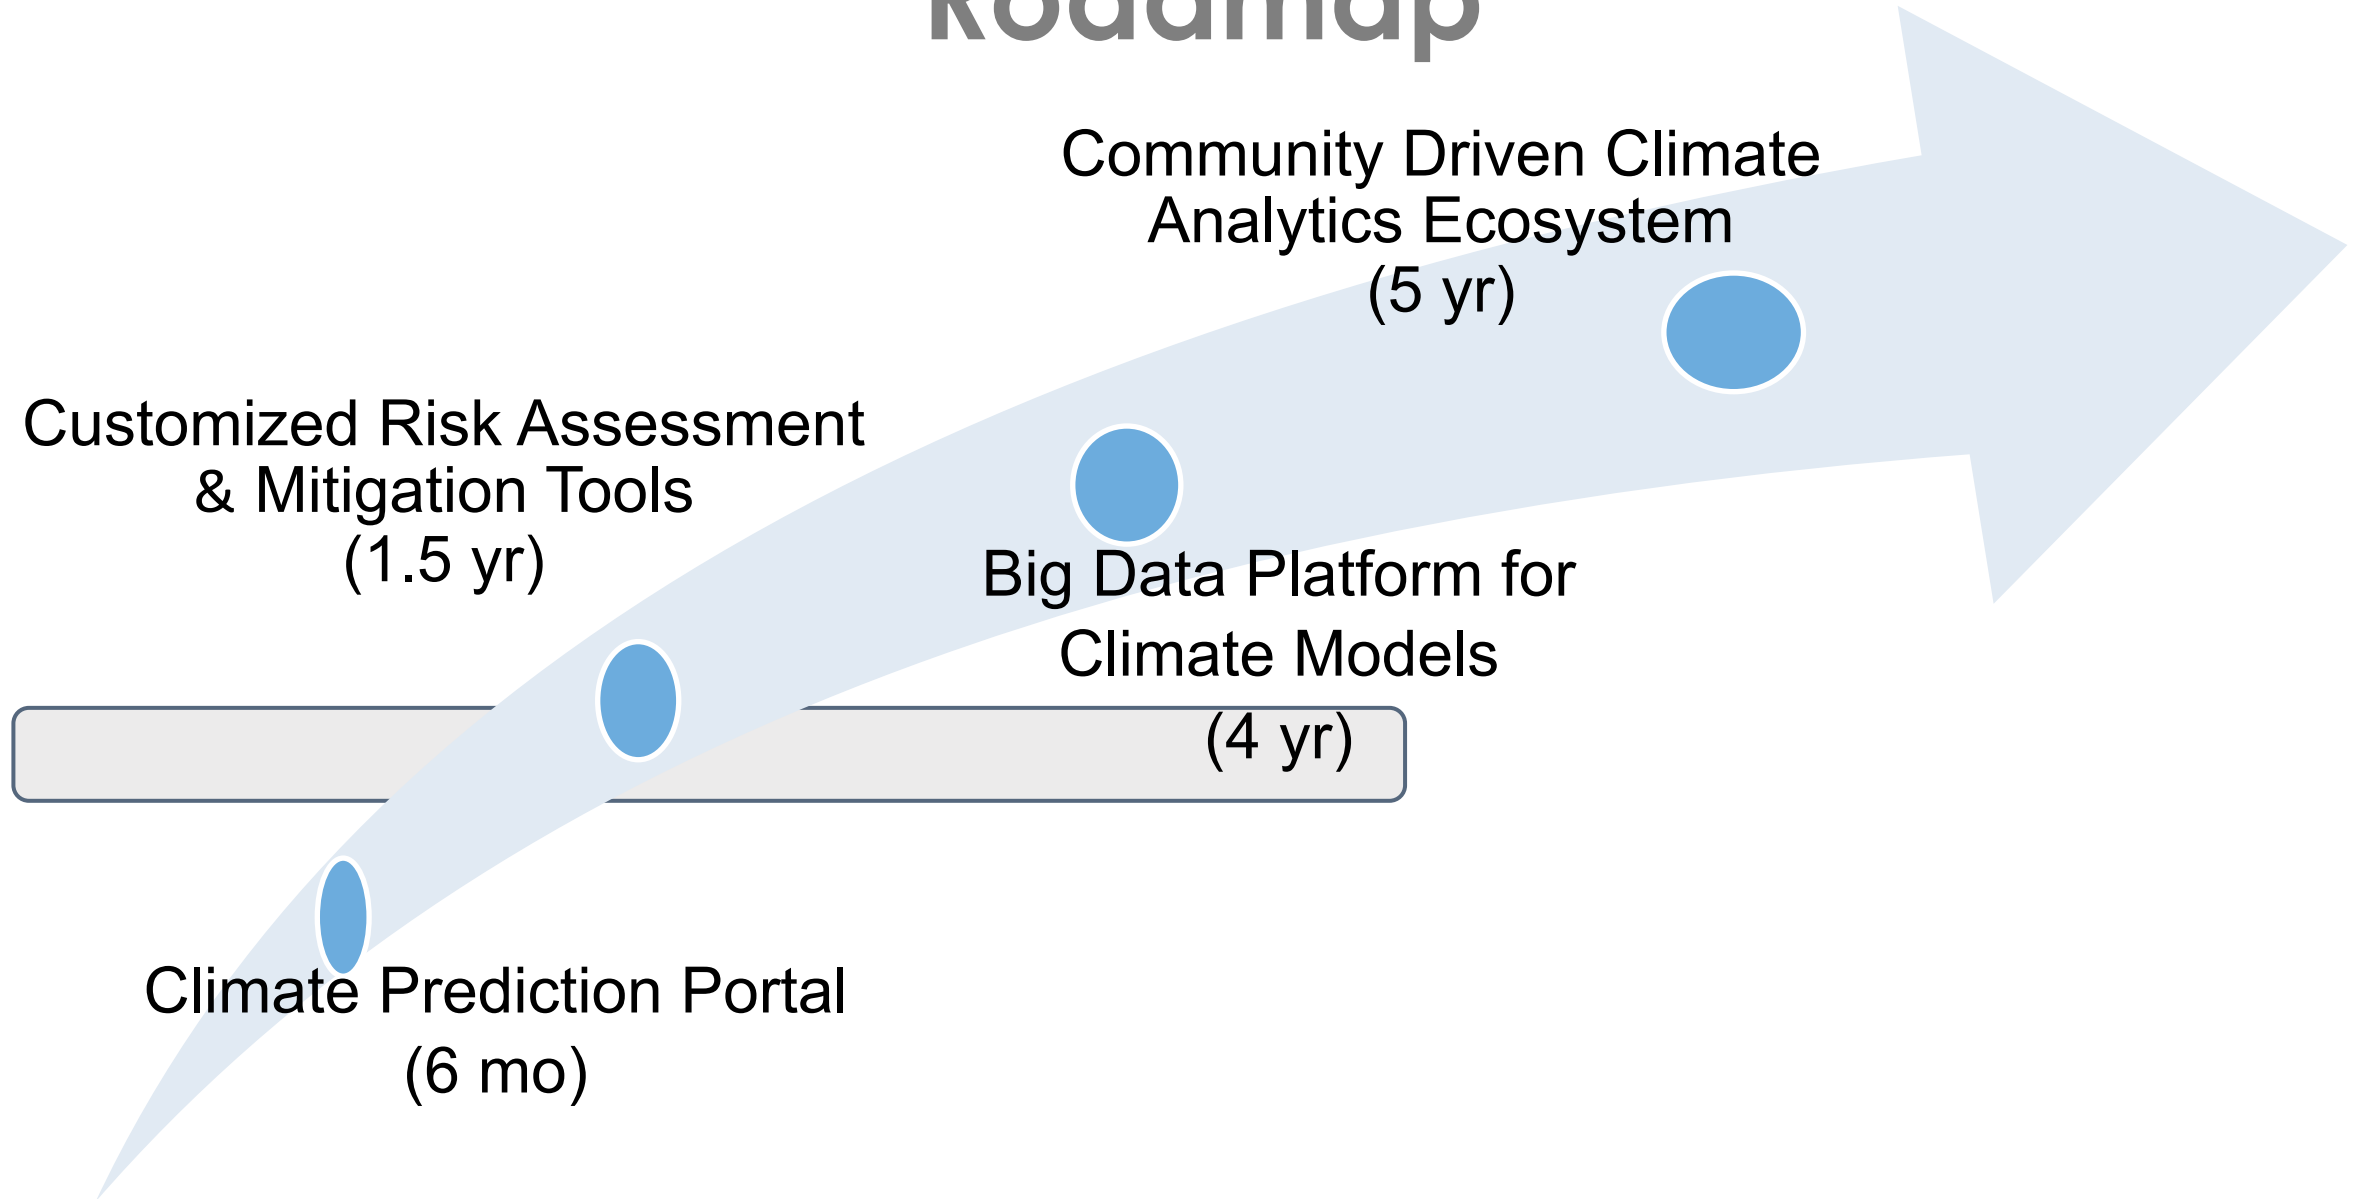 Roadmap
Community Driven Climate
Analytics Ecosystem
(5 yr)
Customized Risk Assessment
& Mitigation Tools
(1.5 yr)
Big Data Platform for
Climate Models
(4 yr)
Climate Prediction Portal
(6 mo)